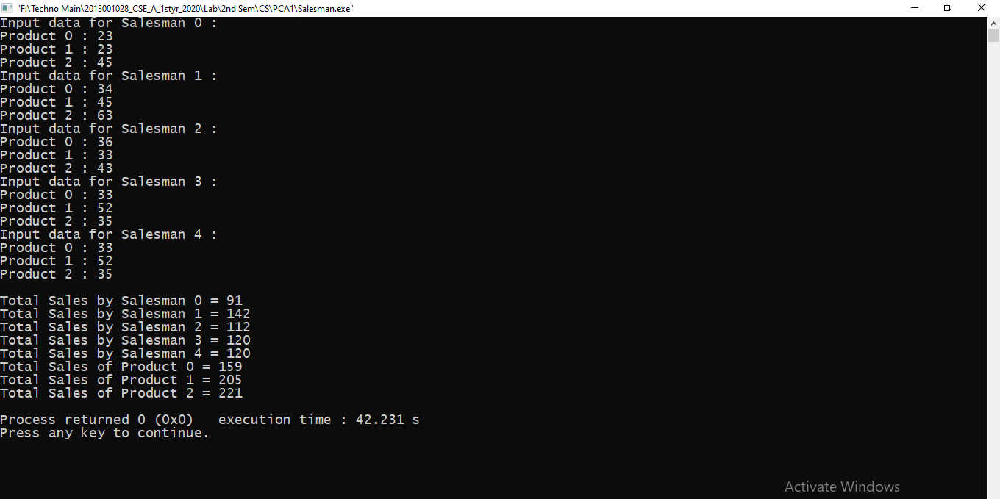 "F:\Techno Main\2013001028_CSE_A_1styr_2020\Lab\2nd Sem\CS\PCA1\Salesman.exe"
Input data for Salesman 0 :
Product 0 : 23
Product 1 : 23
Product 2 : 45
Input data for Salesman 1 :
Product 0 : 34
Product 1 : 45
Product 2 : 63
Input data for Salesman 2 :
Product 0 : 36
Product 1 : 33
Product 2 : 43
Input data for Salesman 3 :
Product 0 : 33
Product 1 : 52
Product 2 : 35
Input data for Salesman 4 :
Product 0 : 33
Product 1 : 52
Product 2 : 35
Total Sales by Salesman 0 = 91
Total Sales by Salesman 1 = 142
Total Sales by Salesman 2 = 112
Total Sales by Salesman 3 = 120
Total Sales by Salesman 4 = 120
Total Sales of Product 0 = 159
Total Sales of Product 1 = 205
Total Sales of Product 2 = 221
Process returned 0 (0x0)   execution time : 42.231 s
Press any key to continue.
Activate Windows